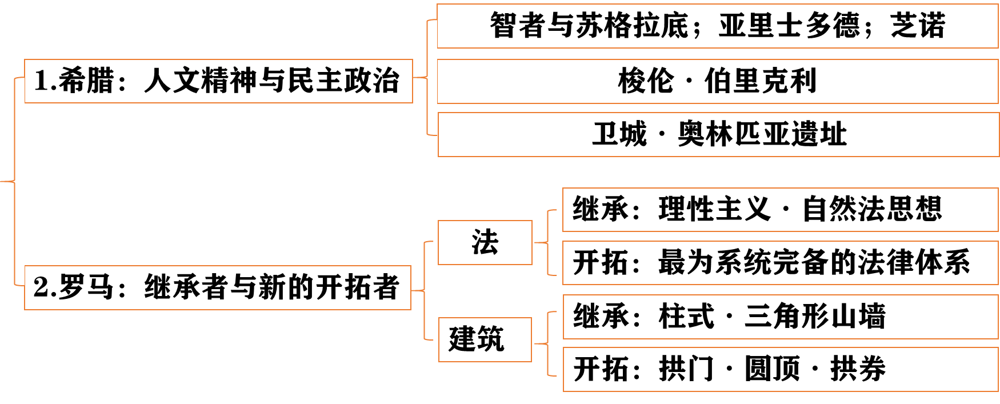 智者与苏格拉底；亚里士多德；芝诺
1.希腊：人文精神与民主政治
梭伦·伯里克利
卫城·奥林匹亚遗址
继承：理性主义·自然法思想
法
开拓：最为系统完备的法律体系
2.罗马：继承者与新的开拓者
继承：柱式·三角形山墙
建筑
开拓：拱门·圆顶·拱券